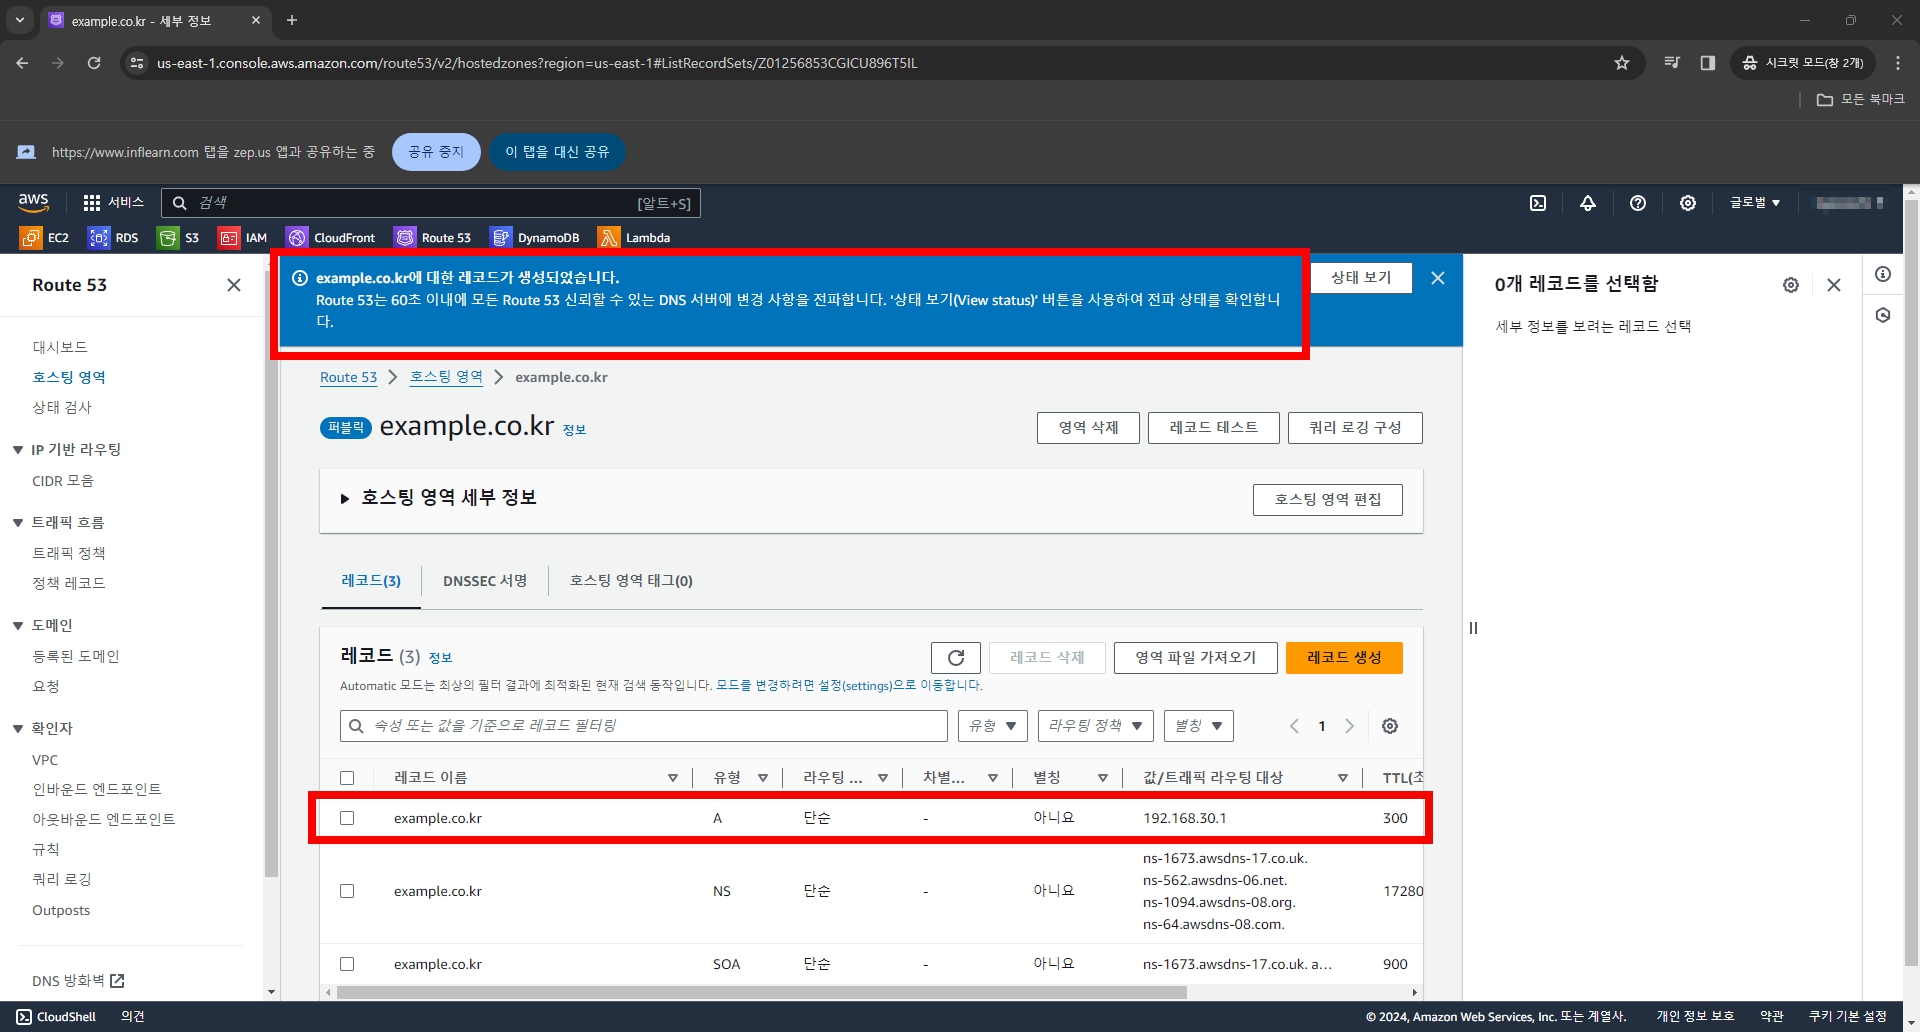 example.co.kr - 세부 정보
us-east-1.console.aws.amazon.com/route53/v2/hostedzones?region=us-east-1#ListRecordSets/Z01256853CGICU896T5IL
시크릿 모드(창 2개)
모든 북마크
https://www.inflearn.com 탭을 zep.us 앱과 공유하는 중
공유 중지
이 탭을 대신 공유
aws
서비스
검색
[알트+S]
글로벌
EC2
RDS
S3
IAM
CloudFront
Route 53
DynamoDB
Lambda
Route 53
대시보드
호스팅 영역
상태 검사
IP 기반 라우팅
CIDR 모음
트래픽 흐름
트래픽 정책
정책 레코드
도메인
등록된 도메인
요청
확인자
VPC
인바운드 엔드포인트
아웃바운드 엔드포인트
규칙
쿼리 로깅
Outposts
DNS 방화벽
example.co.kr에 대한 레코드가 생성되었습니다.
Route 53는 60초 이내에 모든 Route 53 신뢰할 수 있는 DNS 서버에 변경 사항을 전파합니다. ‘상태 보기(View status)’ 버튼을 사용하여 전파 상태를 확인합니
다.
상태 보기
Route 53
호스팅 영역
example.co.kr
퍼블릭
example.co.kr
정보
영역 삭제
레코드 테스트
쿼리 로깅 구성
호스팅 영역 세부 정보
호스팅 영역 편집
레코드(3)
DNSSEC 서명
호스팅 영역 태그(0)
레코드 (3) 정보
레코드 삭제
영역 파일 가져오기
레코드 생성
Automatic 모드는 최상의 필터 결과에 최적화된 현재 검색 동작입니다. 모드를 변경하려면 설정(settings)으로 이동합니다.
속성 또는 값을 기준으로 레코드 필터링
유형
라우팅 정책
별칭
1
레코드 이름
유형
라우팅 ...
차별...
별칭
값/트래픽 라우팅 대상
TTL(초
example.co.kr
A
단순
-
아니요
192.168.30.1
300
example.co.kr
NS
단순
-
아니요
ns-1673.awsdns-17.co.uk.
ns-562.awsdns-06.net.
ns-1094.awsdns-08.org.
ns-64.awsdns-08.com.
17280
example.co.kr
SOA
단순
-
아니요
ns-1673.awsdns-17.co.uk. a...
900
0개 레코드를 선택함
세부 정보를 보려는 레코드 선택
CloudShell
의견
© 2024, Amazon Web Services, Inc. 또는 계열사.
개인 정보 보호
약관
쿠키 기본 설정